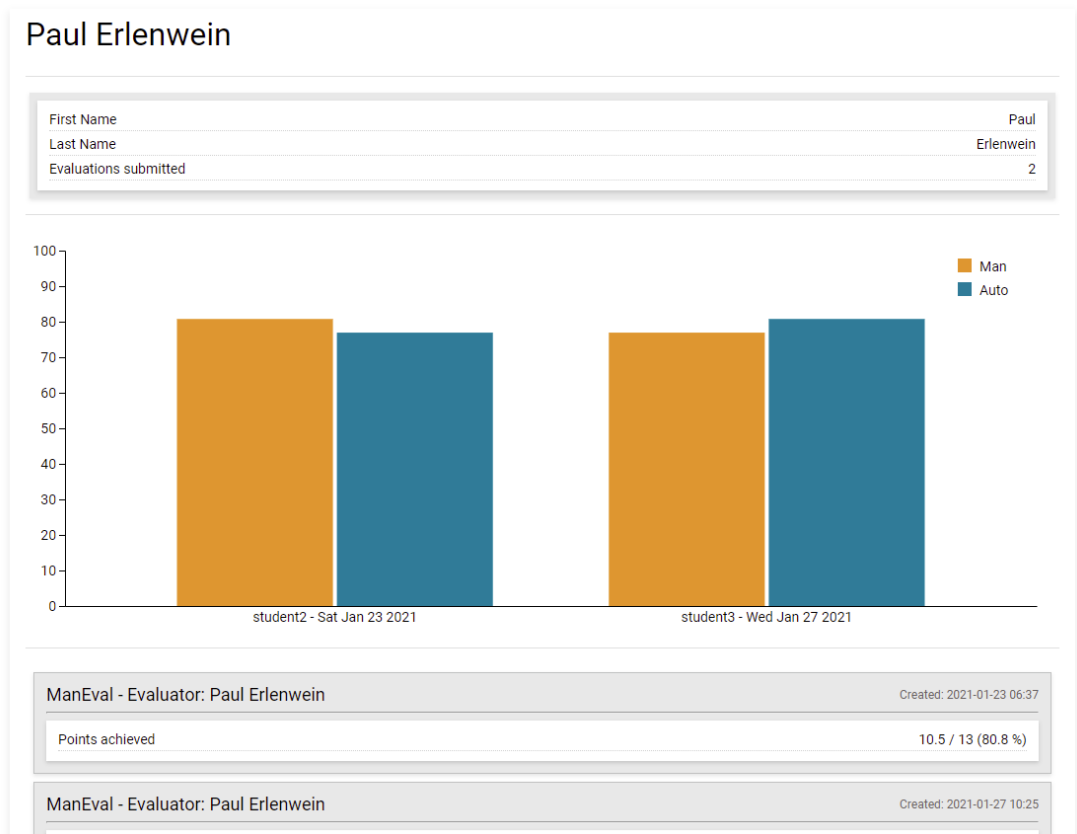 Paul Erlenwein
First Name Paul
Last Name Erlenwein
Evaluations submitted 2
100
90
80
70
60
50
40
30
20
10
0
Man
Auto
student2 - Sat Jan 23 2021
student3 - Wed Jan 27 2021
ManEval - Evaluator: Paul Erlenwein Created: 2021-01-23 06:37
Points achieved 10.5 / 13 (80.8 %)
ManEval - Evaluator: Paul Erlenwein Created: 2021-01-27 10:25